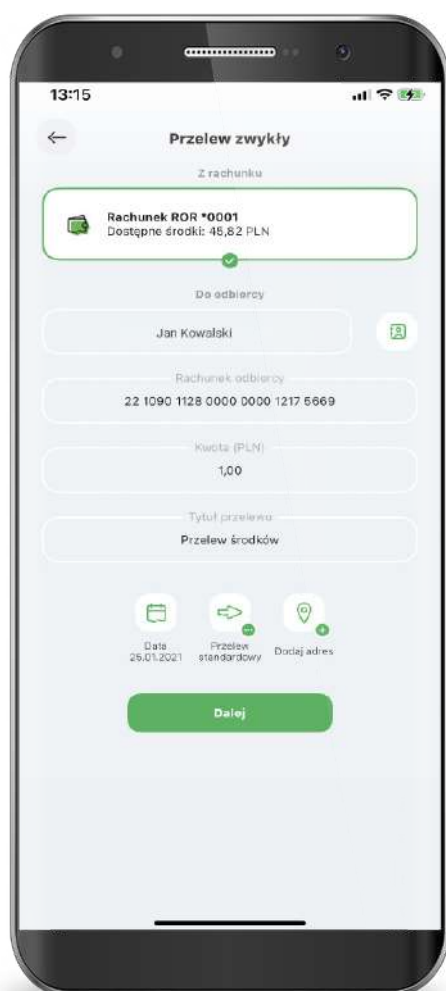 13:15
Przelew zwykły
Z rachunku
Rachunek ROR *0001
Dostępne środki: 45,82 PLN
Do odbiorcy
Jan Kowalski
Rachunek odbiorcy
22 1090 1128 0000 0000 1217 5669
Kwota (PLN)
1,00
Tytuł przelewu
Przelew środków
Data
25.01.2021
Przelew
standardowy
Dodaj adres
Dalej